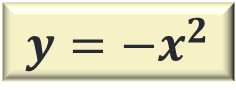 y = −x²